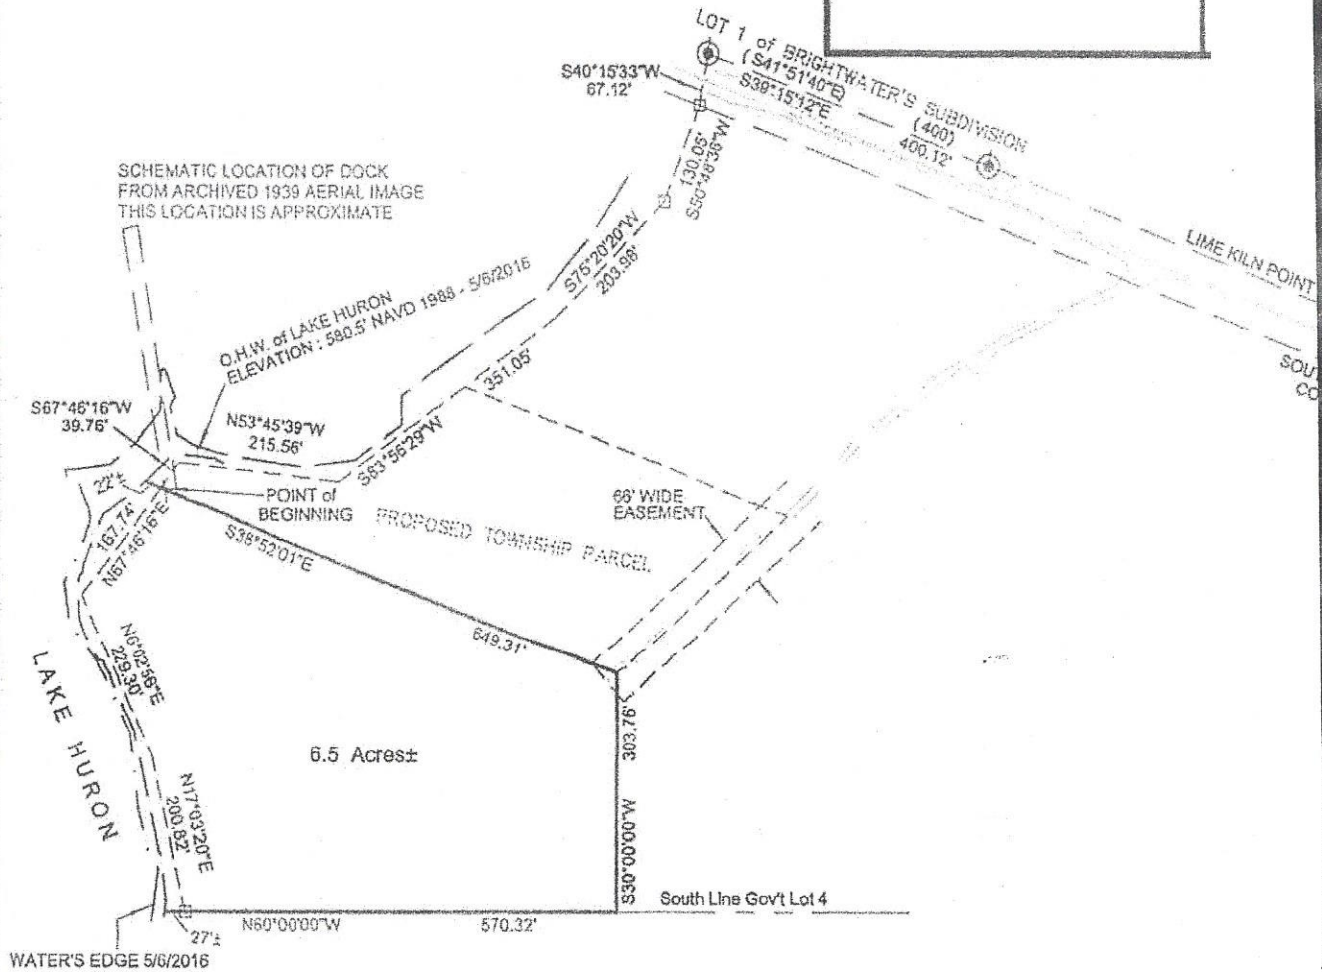 LOT 1 of BRIGHTWATER'S SUBDIVISION
(S41°51'40"E)
S39°15'12"E
(400)
400.12'
S40°15'33"W
67.12'
130.05'
S50°48'36"W
SCHEMATIC LOCATION OF DOCK
FROM ARCHIVED 1939 AERIAL IMAGE
THIS LOCATION IS APPROXIMATE
LIME KILN POINT
S75°20'20"W
203.98'
O.H.W. of LAKE HURON
ELEVATION : 580.5' NAVD 1988 - 5/6/2016
351.05'
S83°56'29"W
S67°46'16"W
39.76'
N53°45'39"W
215.56'
22'±
POINT of
BEGINNING
66' WIDE
EASEMENT
PROPOSED TOWNSHIP PARCEL
167.74'
N67°46'16"E
S38°52'01"E
649.31'
N6°02'56"E
229.30'
LAKE HURON
6.5 Acres±
303.76'
S30°00'00"W
N17°03'20"E
200.82'
South Line Gov't Lot 4
N60°00'00"W
570.32'
27'±
WATER'S EDGE 5/6/2016